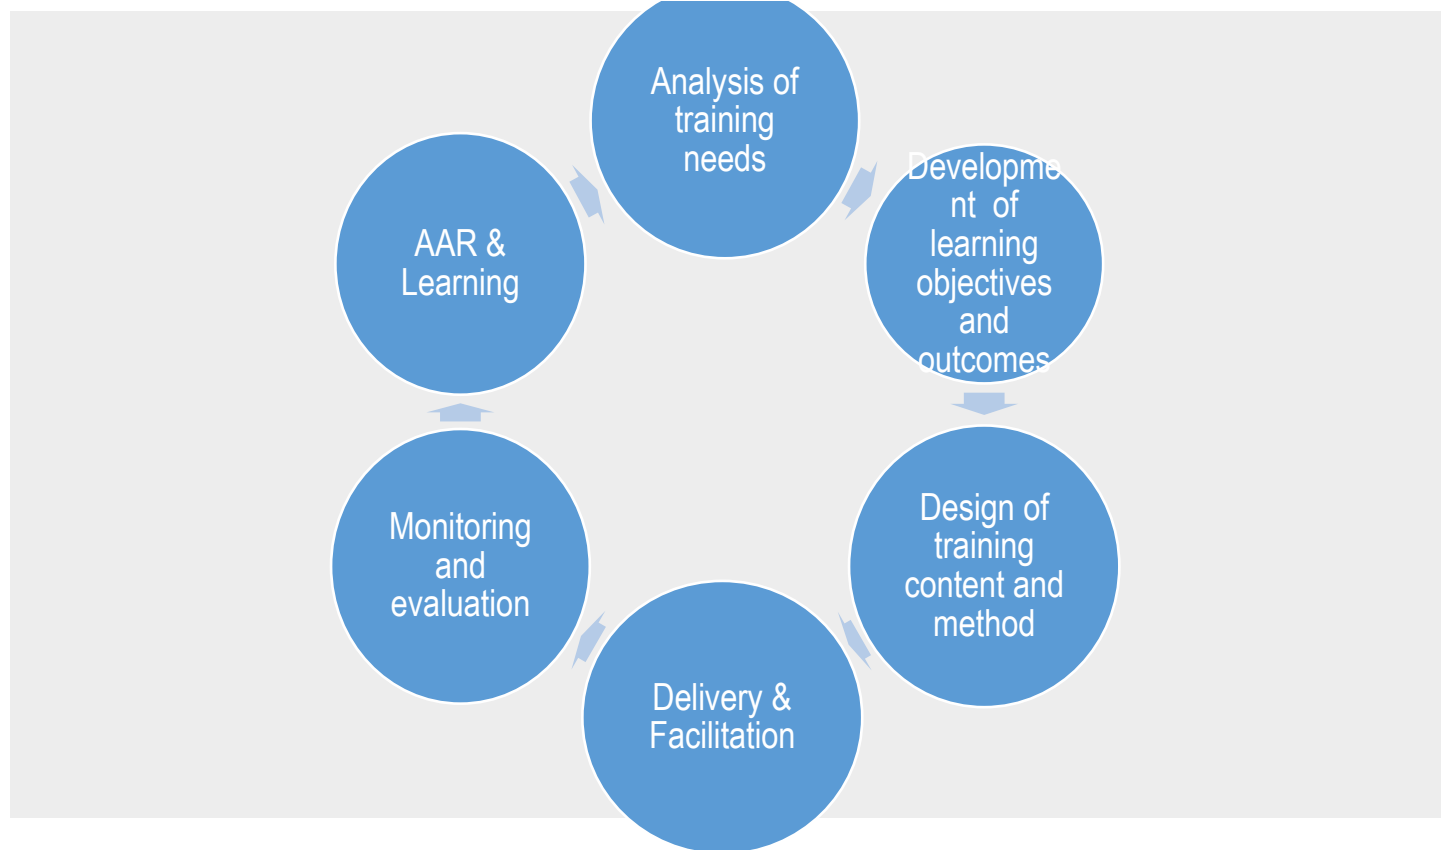 Analysis of
training
needs
Developme
nt of
learning
objectives
and
outcomes
Design of
training
content and
method
Delivery &
Facilitation
Monitoring
and
evaluation
AAR &
Learning